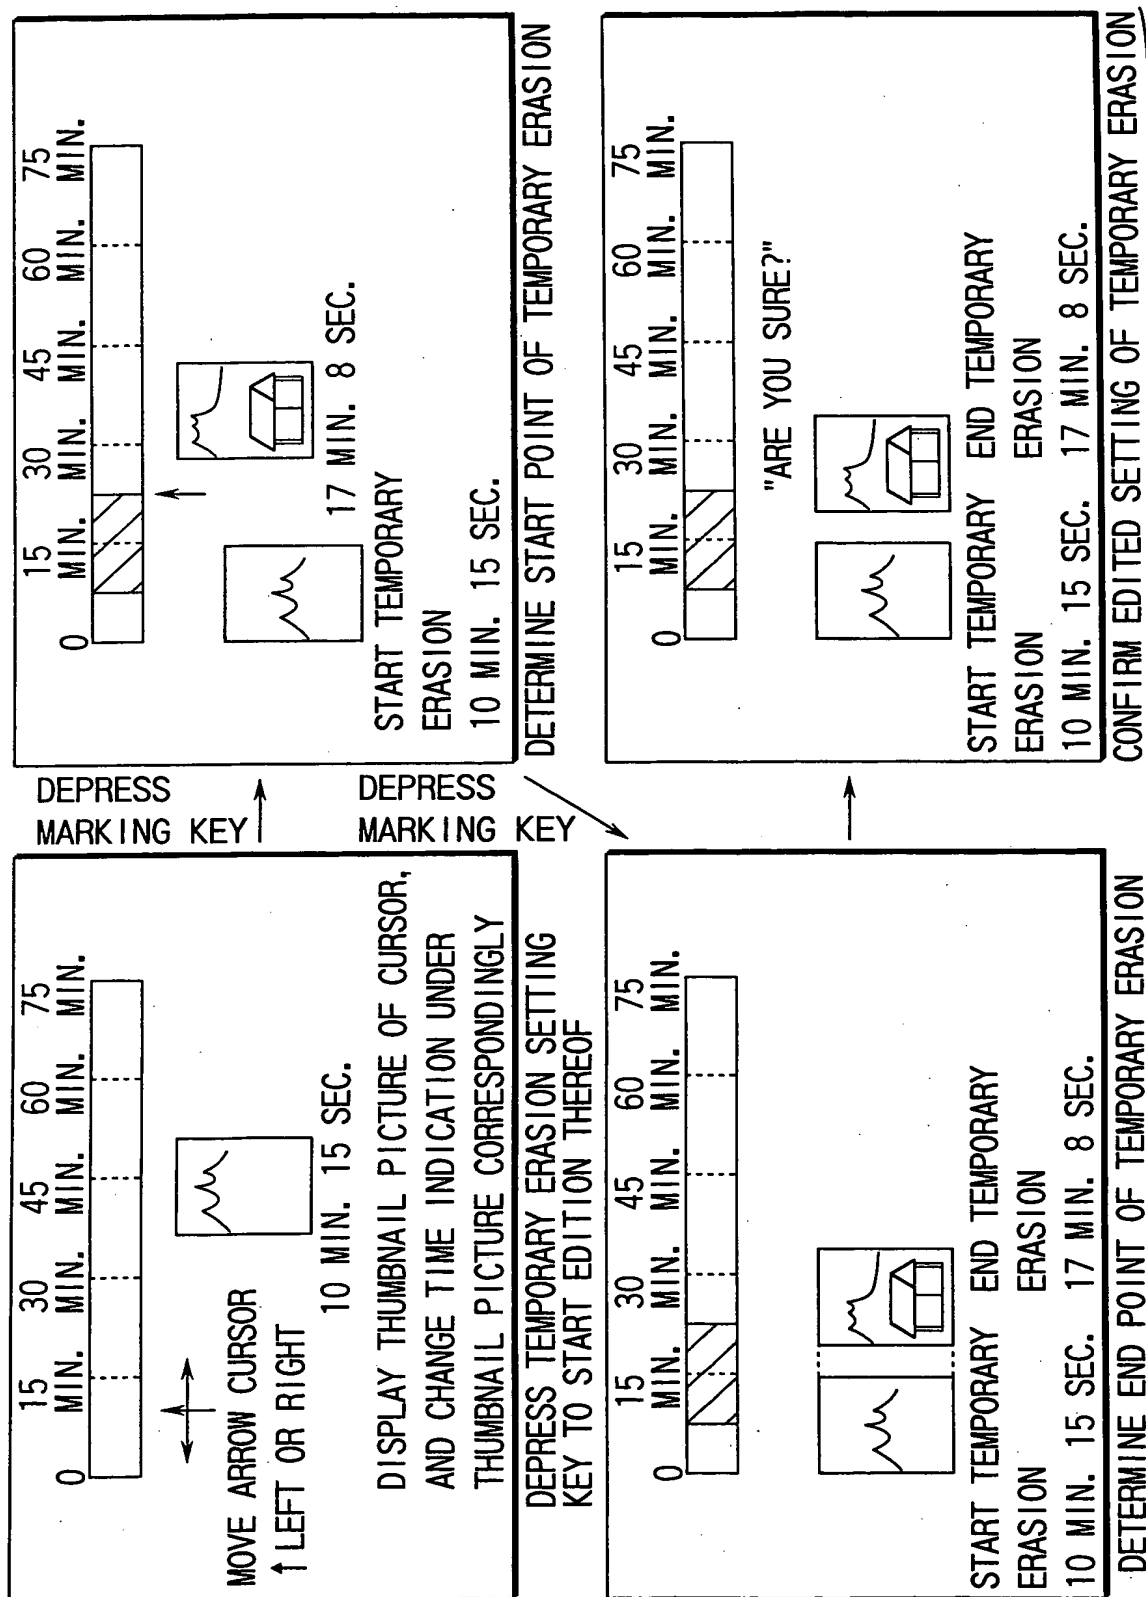 0 15 MIN. 30 MIN. 45 MIN. 60 MIN. 75 MIN.
MOVE ARROW CURSOR
↑ LEFT OR RIGHT
10 MIN. 15 SEC.
DISPLAY THUMBNAIL PICTURE OF CURSOR,
AND CHANGE TIME INDICATION UNDER
THUMBNAIL PICTURE CORRESPONDINGLY
DEPRESS TEMPORARY ERASION SETTING
KEY TO START EDITION THEREOF
DEPRESS
MARKING KEY
0 15 MIN. 30 MIN. 45 MIN. 60 MIN. 75 MIN.
17 MIN. 8 SEC.
START TEMPORARY
ERASION
10 MIN. 15 SEC.
DETERMINE START POINT OF TEMPORARY ERASION
DEPRESS
MARKING KEY
0 15 MIN. 30 MIN. 45 MIN. 60 MIN. 75 MIN.
START TEMPORARY END TEMPORARY
ERASION ERASION
10 MIN. 15 SEC. 17 MIN. 8 SEC.
DETERMINE END POINT OF TEMPORARY ERASION
0 15 MIN. 30 MIN. 45 MIN. 60 MIN. 75 MIN.
"ARE YOU SURE?"
START TEMPORARY END TEMPORARY
ERASION ERASION
10 MIN. 15 SEC. 17 MIN. 8 SEC.
CONFIRM EDITED SETTING OF TEMPORARY ERASION